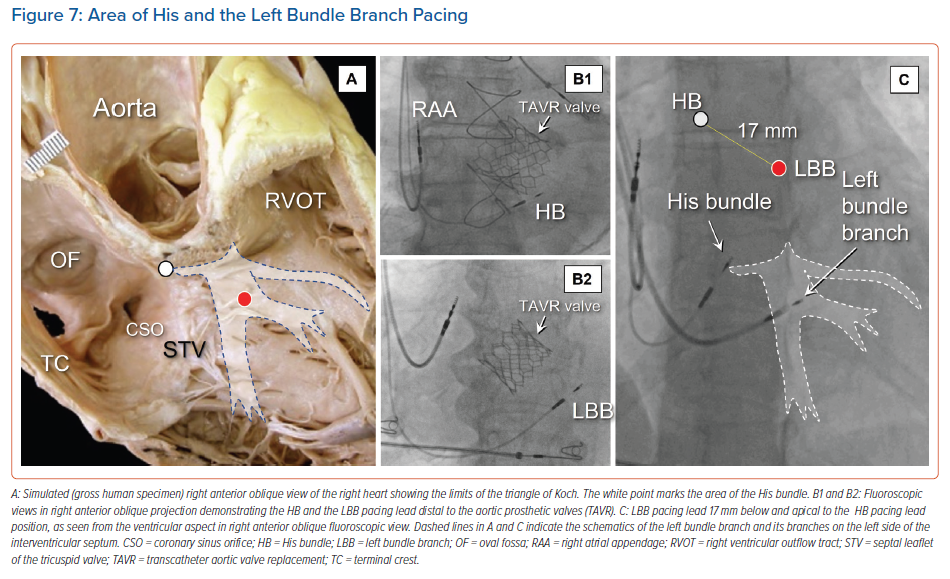 Figure 7: Area of His and the Left Bundle Branch Pacing
A
Aorta
RVOT
OF
CSO
STV
TC
B1
RAA
TAVR valve
HB
B2
TAVR valve
LBB
C
HB
17 mm
LBB
Left
bundle
branch
His bundle
A: Simulated (gross human specimen) right anterior oblique view of the right heart showing the limits of the triangle of Koch. The white point marks the area of the His bundle. B1 and B2: Fluoroscopic
views in right anterior oblique projection demonstrating the HB and the LBB pacing lead distal to the aortic prosthetic valves (TAVR). C: LBB pacing lead 17 mm below and apical to the HB pacing lead
position, as seen from the ventricular aspect in right anterior oblique fluoroscopic view. Dashed lines in A and C indicate the schematics of the left bundle branch and its branches on the left side of the
interventricular septum. CSO = coronary sinus orifice; HB = His bundle; LBB = left bundle branch; OF = oval fossa; RAA = right atrial appendage; RVOT = right ventricular outflow tract; STV = septal leaflet
of the tricuspid valve; TAVR = transcatheter aortic valve replacement; TC = terminal crest.